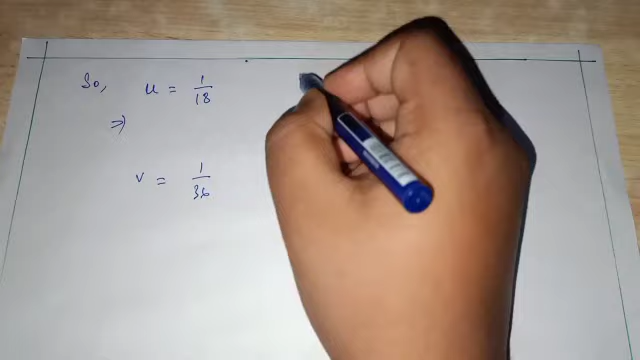 So, u = 1/18
⇒
v = 1/36